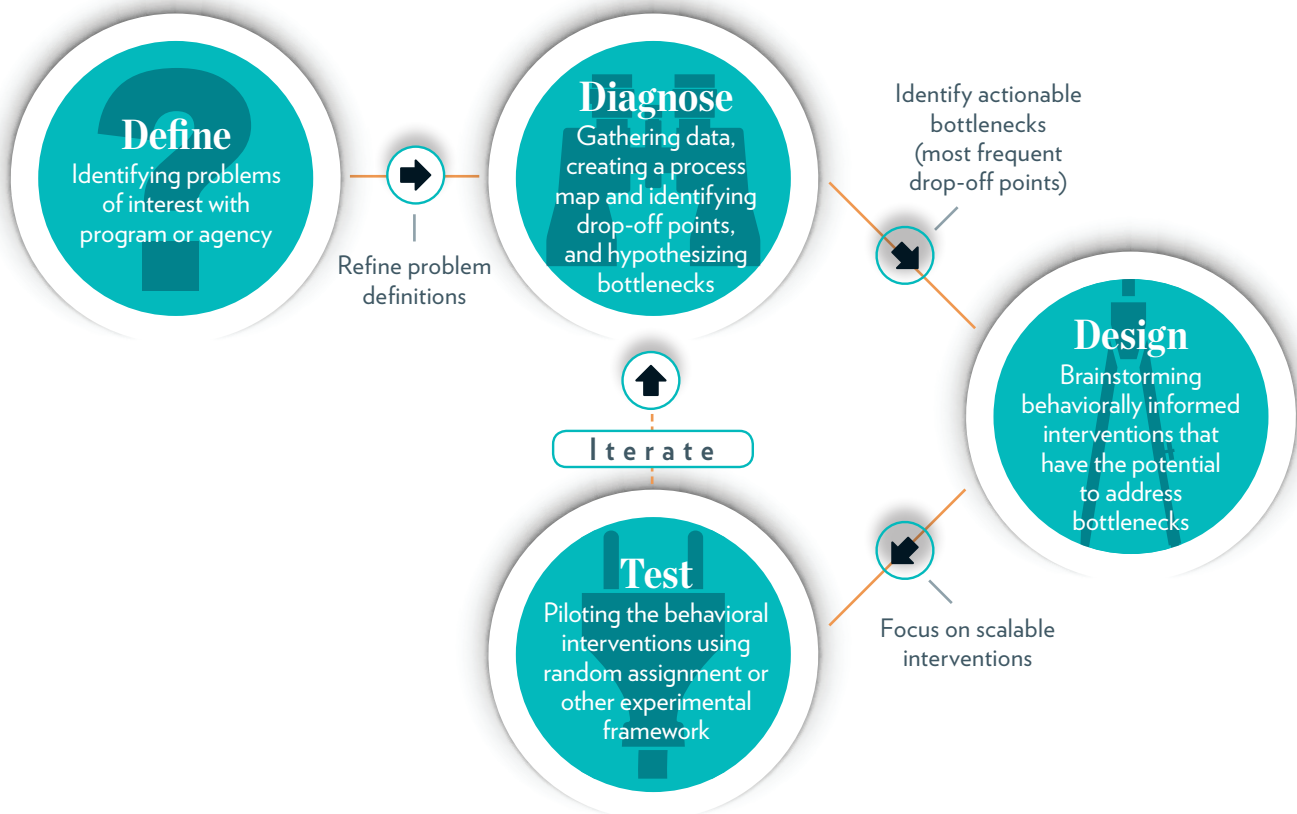 Define
Identifying problems
of interest with
program or agency
Refine problem
definitions
Diagnose
Gathering data,
creating a process
map and identifying
drop-off points,
and hypothesizing
bottlenecks
Identify actionable
bottlenecks
(most frequent
drop-off points)
Design
Brainstorming
behaviorally informed
interventions that
have the potential
to address
bottlenecks
Focus on scalable
interventions
Test
Piloting the behavioral
interventions using
random assignment or
other experimental
framework
Iterate